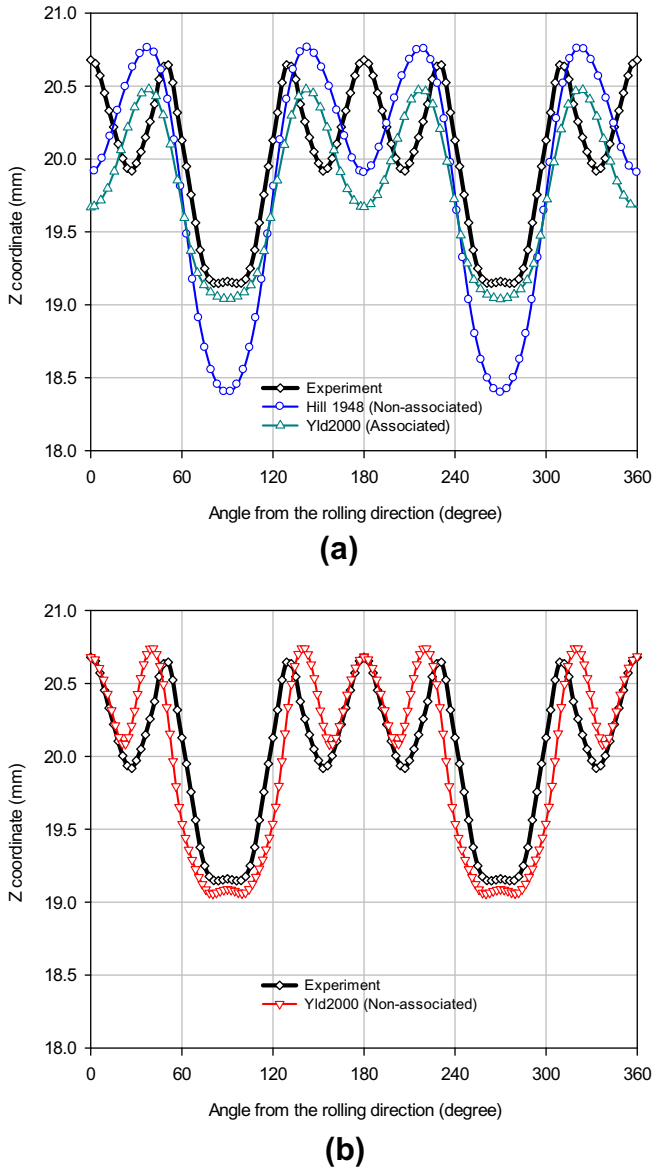 21.0
20.5
20.0
19.5
19.0
18.5
18.0
Z coordinate (mm)
Experiment
Hill 1948 (Non-associated)
Yld2000 (Associated)
0 60 120 180 240 300 360
Angle from the rolling direction (degree)
(a)
21.0
20.5
20.0
19.5
19.0
18.5
18.0
Z coordinate (mm)
Experiment
Yld2000 (Non-associated)
0 60 120 180 240 300 360
Angle from the rolling direction (degree)
(b)